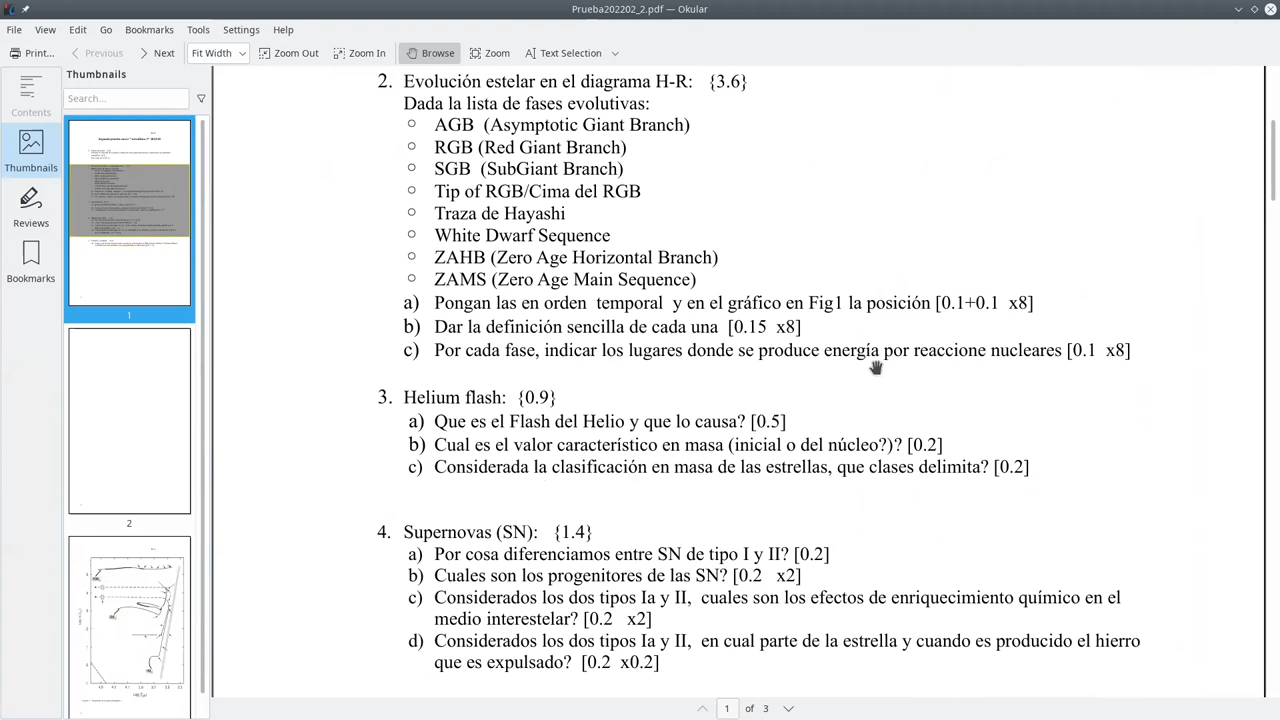 Prueba202202_2.pdf — Okular
File View Edit Go Bookmarks Tools Settings Help
Print... Previous Next Fit Width Zoom Out Zoom In Browse Zoom Text Selection
Contents
Thumbnails
Reviews
Bookmarks
Thumbnails
Search...
1
2
2. Evolución estelar en el diagrama H-R: {3.6}
Dada la lista de fases evolutivas:
○ AGB (Asymptotic Giant Branch)
○ RGB (Red Giant Branch)
○ SGB (SubGiant Branch)
○ Tip of RGB/Cima del RGB
○ Traza de Hayashi
○ White Dwarf Sequence
○ ZAHB (Zero Age Horizontal Branch)
○ ZAMS (Zero Age Main Sequence)
a) Pongan las en orden temporal y en el gráfico en Fig1 la posición [0.1+0.1 x8]
b) Dar la definición sencilla de cada una [0.15 x8]
c) Por cada fase, indicar los lugares donde se produce energía por reaccione nucleares [0.1 x8]
3. Helium flash: {0.9}
a) Que es el Flash del Helio y que lo causa? [0.5]
b) Cual es el valor característico en masa (inicial o del núcleo?)? [0.2]
c) Considerada la clasificación en masa de las estrellas, que clases delimita? [0.2]
4. Supernovas (SN): {1.4}
a) Por cosa diferenciamos entre SN de tipo I y II? [0.2]
b) Cuales son los progenitores de las SN? [0.2 x2]
c) Considerados los dos tipos Ia y II, cuales son los efectos de enriquecimiento químico en el
medio interestelar? [0.2 x2]
d) Considerados los dos tipos Ia y II, en cual parte de la estrella y cuando es producido el hierro
que es expulsado? [0.2 x0.2]
1 of 3